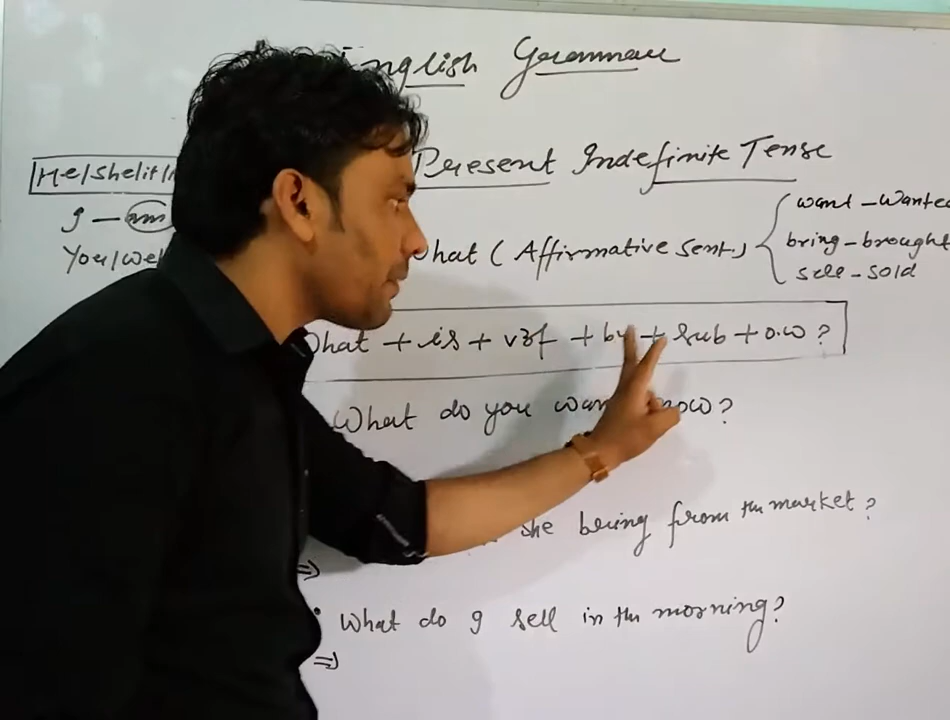 English Grammar
Present Indefinite Tense
He/She/it/
I — am
You/we
What (Affirmative Sent.)
want - wanted
bring - brought
sell - sold
What + is + v3f + by + sub + o.w ?
What do you want now?
she bring from the market?
⇒
• What do I sell in the morning?
⇒